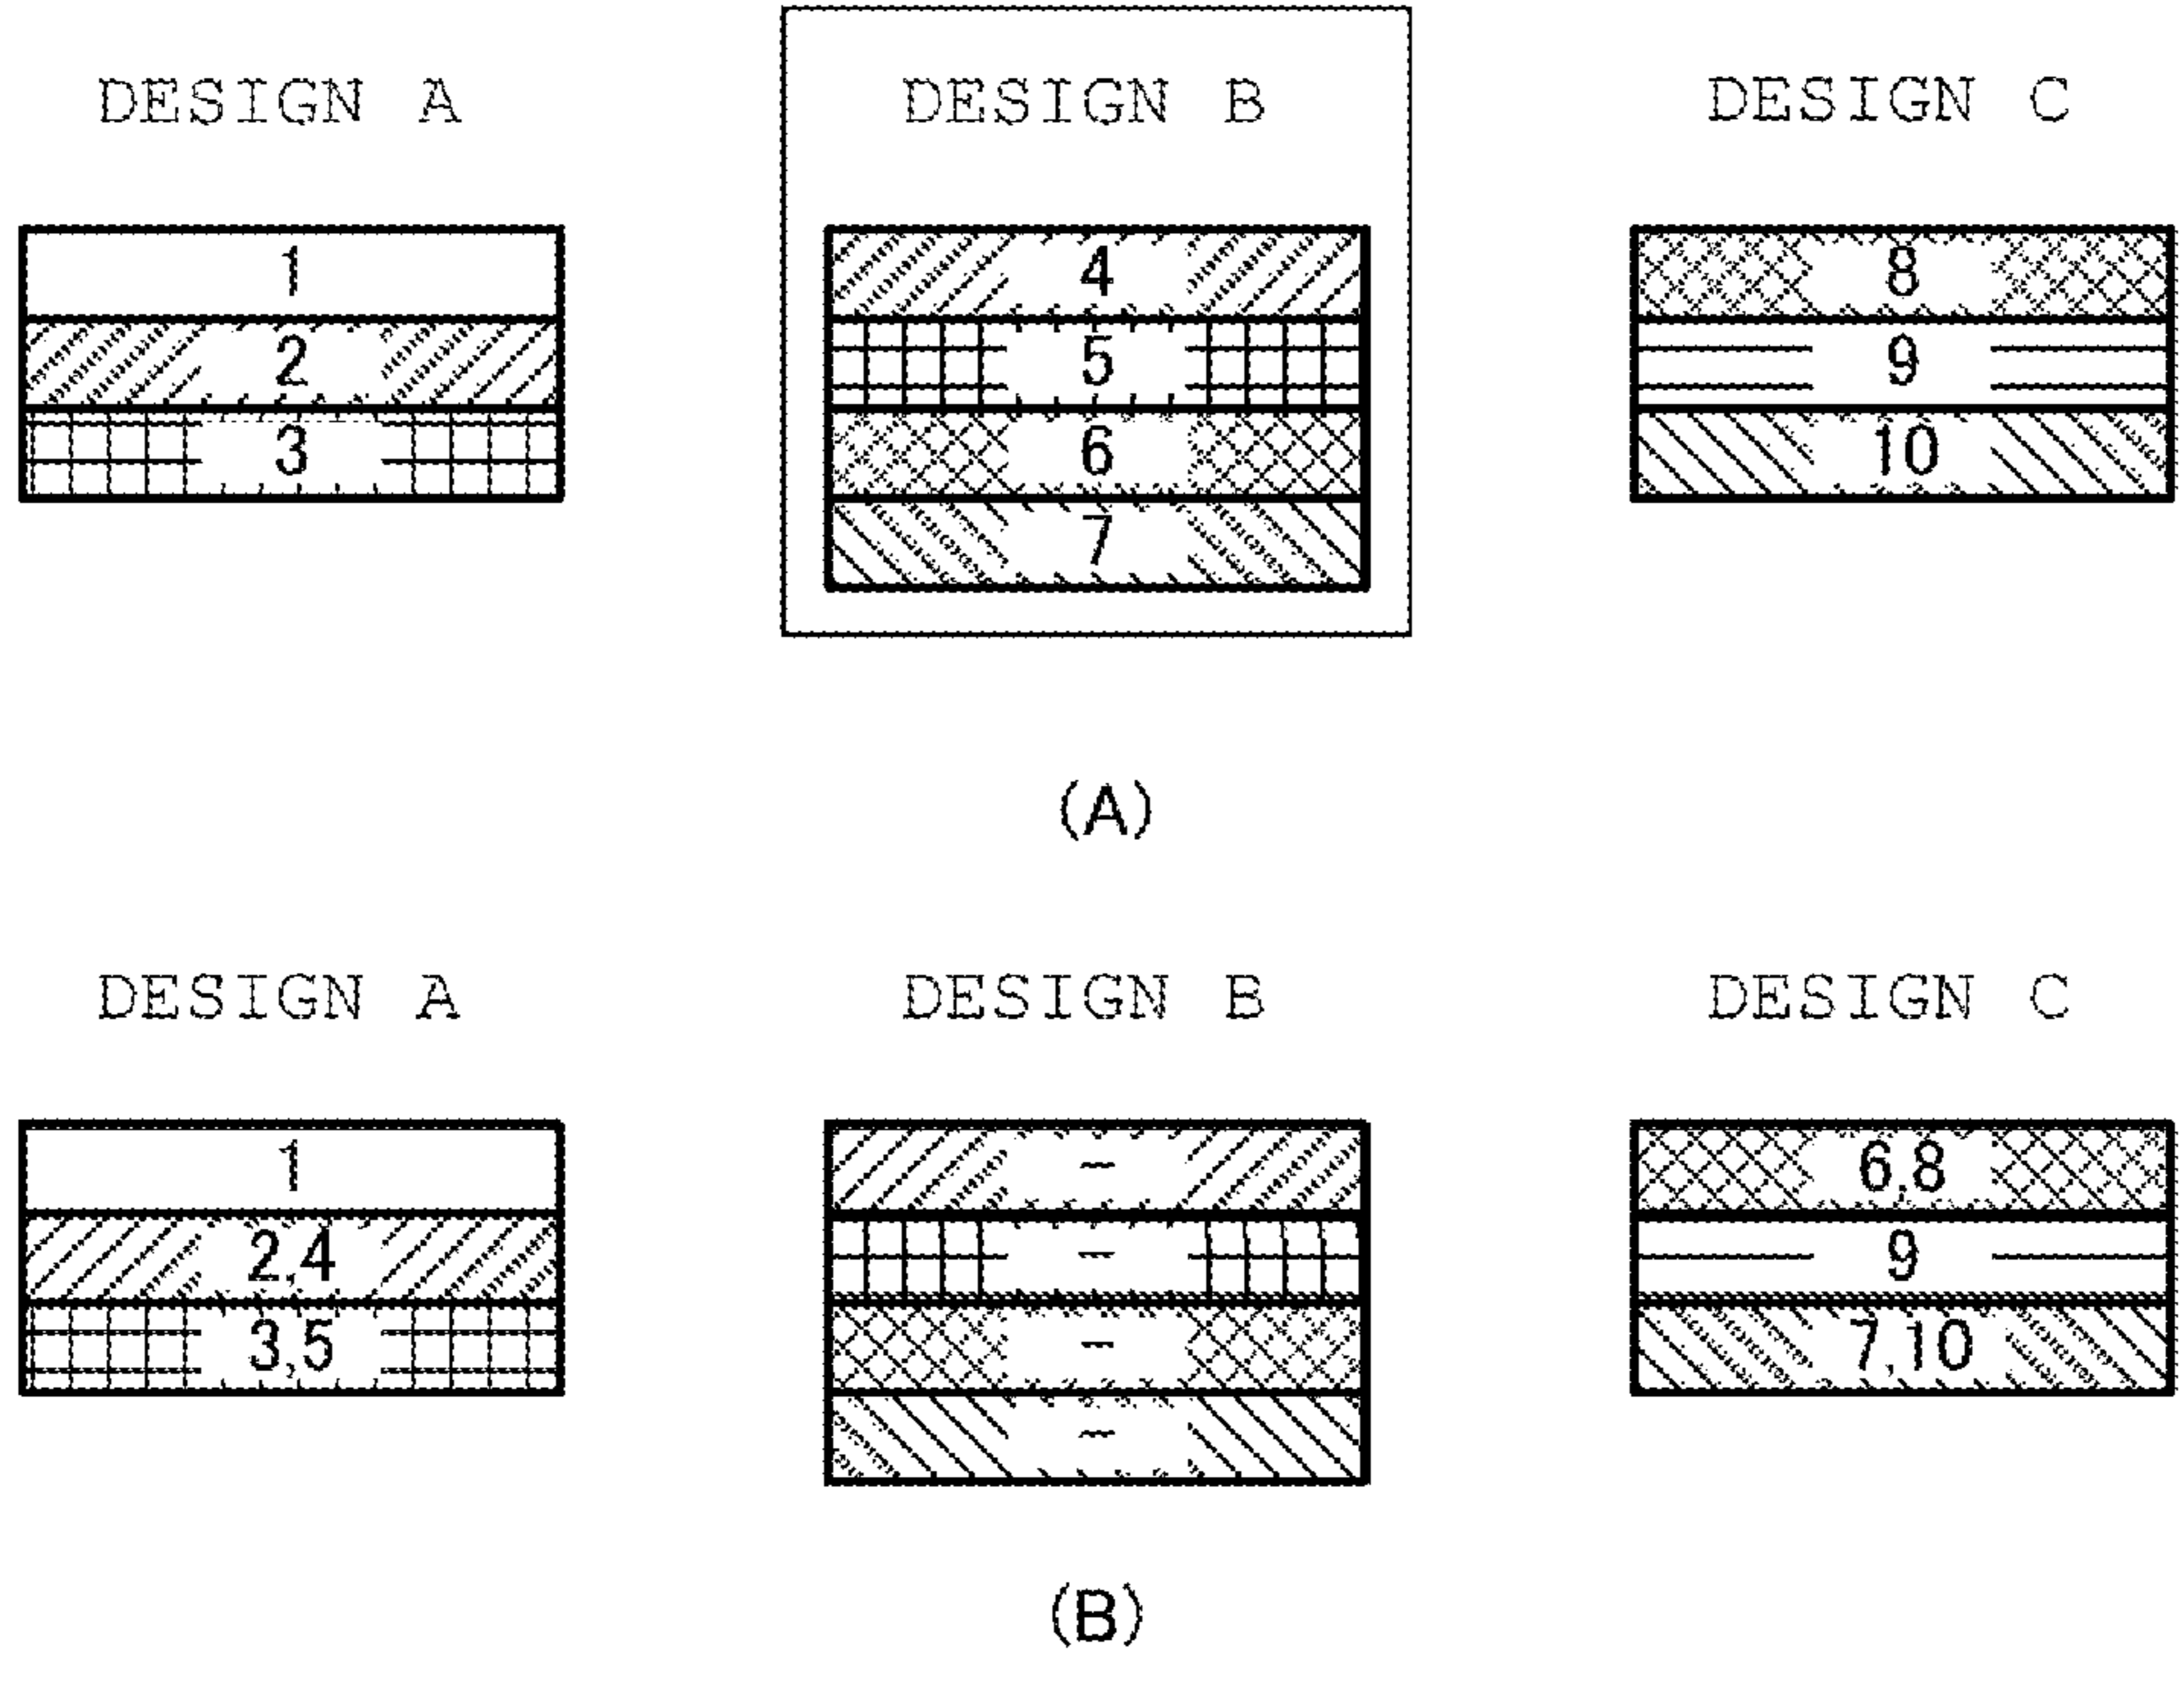 DESIGN A DESIGN B DESIGN C
1 4 8
2 5 9
3 6 10
7
(A)
DESIGN A DESIGN B DESIGN C
1 - 6,8
2,4 - 9
3,5 - 7,10
-
(B)